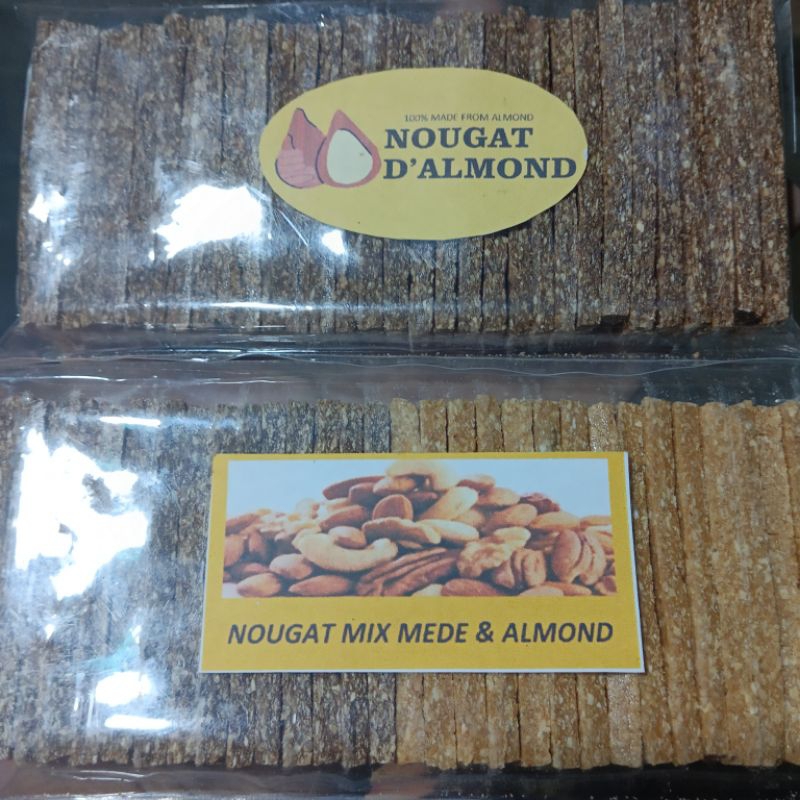 100% MADE FROM ALMOND
NOUGAT
D'ALMOND
NOUGAT MIX MEDE & ALMOND